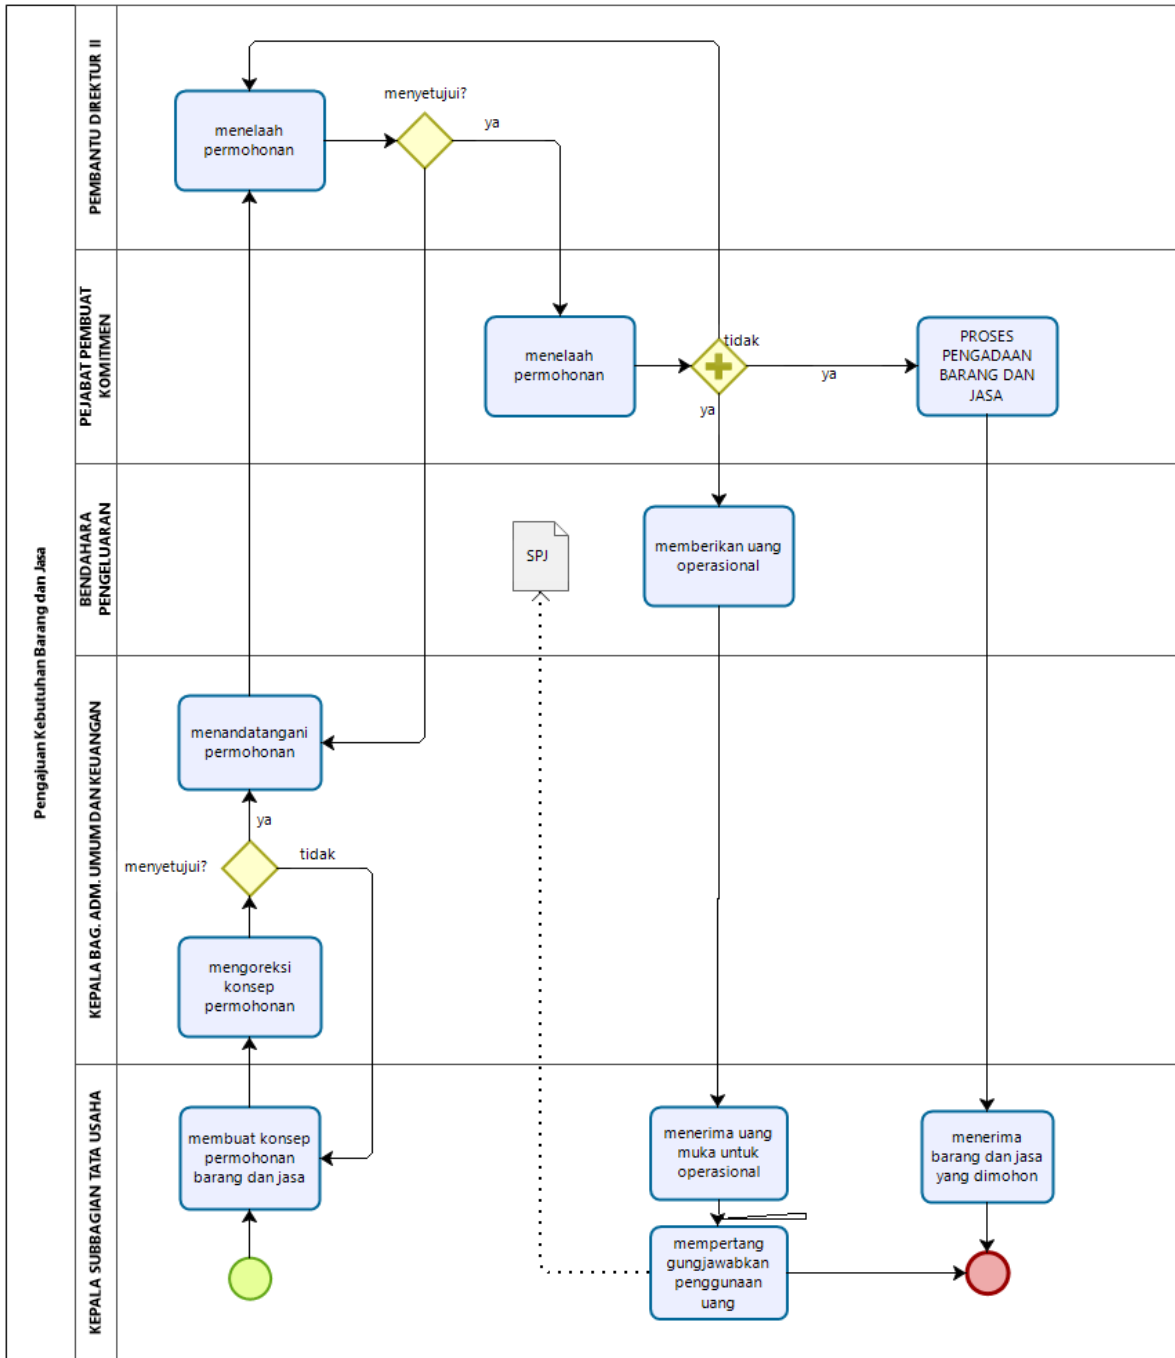 Pengajuan Kebutuhan Barang dan Jasa
PEMBANTU DIREKTUR II
menelaah
permohonan
menyetujui?
ya
PEJABAT PEMBUAT
KOMITMEN
menelaah
permohonan
tidak
ya
ya
PROSES
PENGADAAN
BARANG DAN
JASA
BENDAHARA
PENGELUARAN
SPJ
memberikan uang
operasional
KEPALA BAG. ADM. UMUM DAN KEUANGAN
menandatangani
permohonan
ya
menyetujui?
tidak
mengoreksi
konsep
permohonan
KEPALA SUBBAGIAN TATA USAHA
membuat konsep
permohonan
barang dan jasa
menerima uang
muka untuk
operasional
menerima
barang dan jasa
yang dimohon
mempertang
gungjawabkan
penggunaan
uang